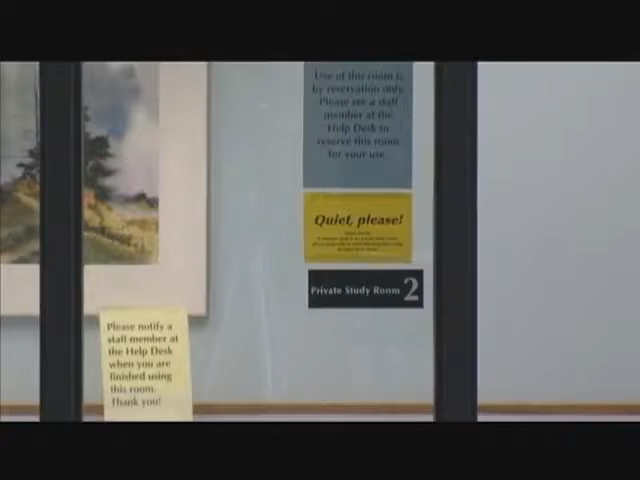 Use of this room is
by reservation only.
Please see a staff
member at the
Help Desk to
reserve this room
for your use.
Quiet, please!
Private Study Room 2
Please notify a
staff member at
the Help Desk
when you are
finished using
this room.
Thank you!